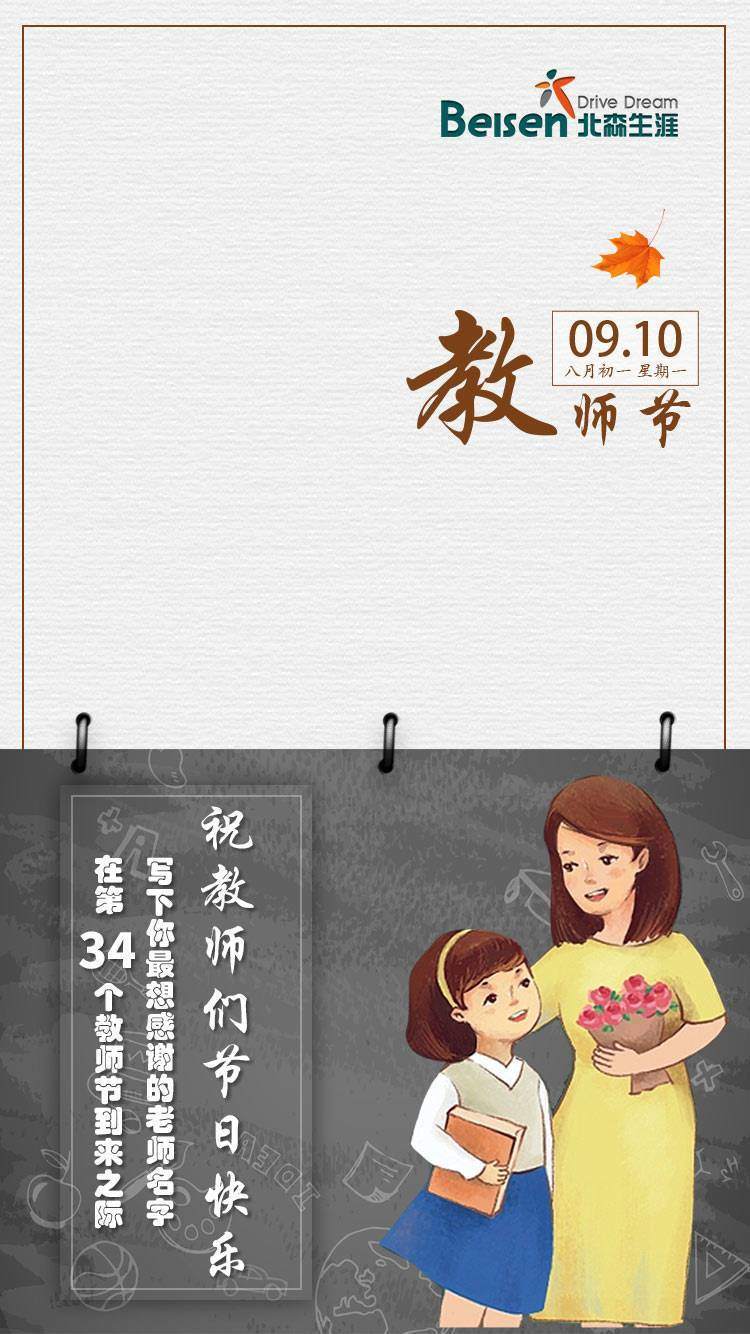 Drive Dream
Beisen 北森生涯
09.10
八月初一 星期一
教师节
在第34个教师节到来之际
写下你最想感谢的老师名字
祝教师们节日快乐
IDEA